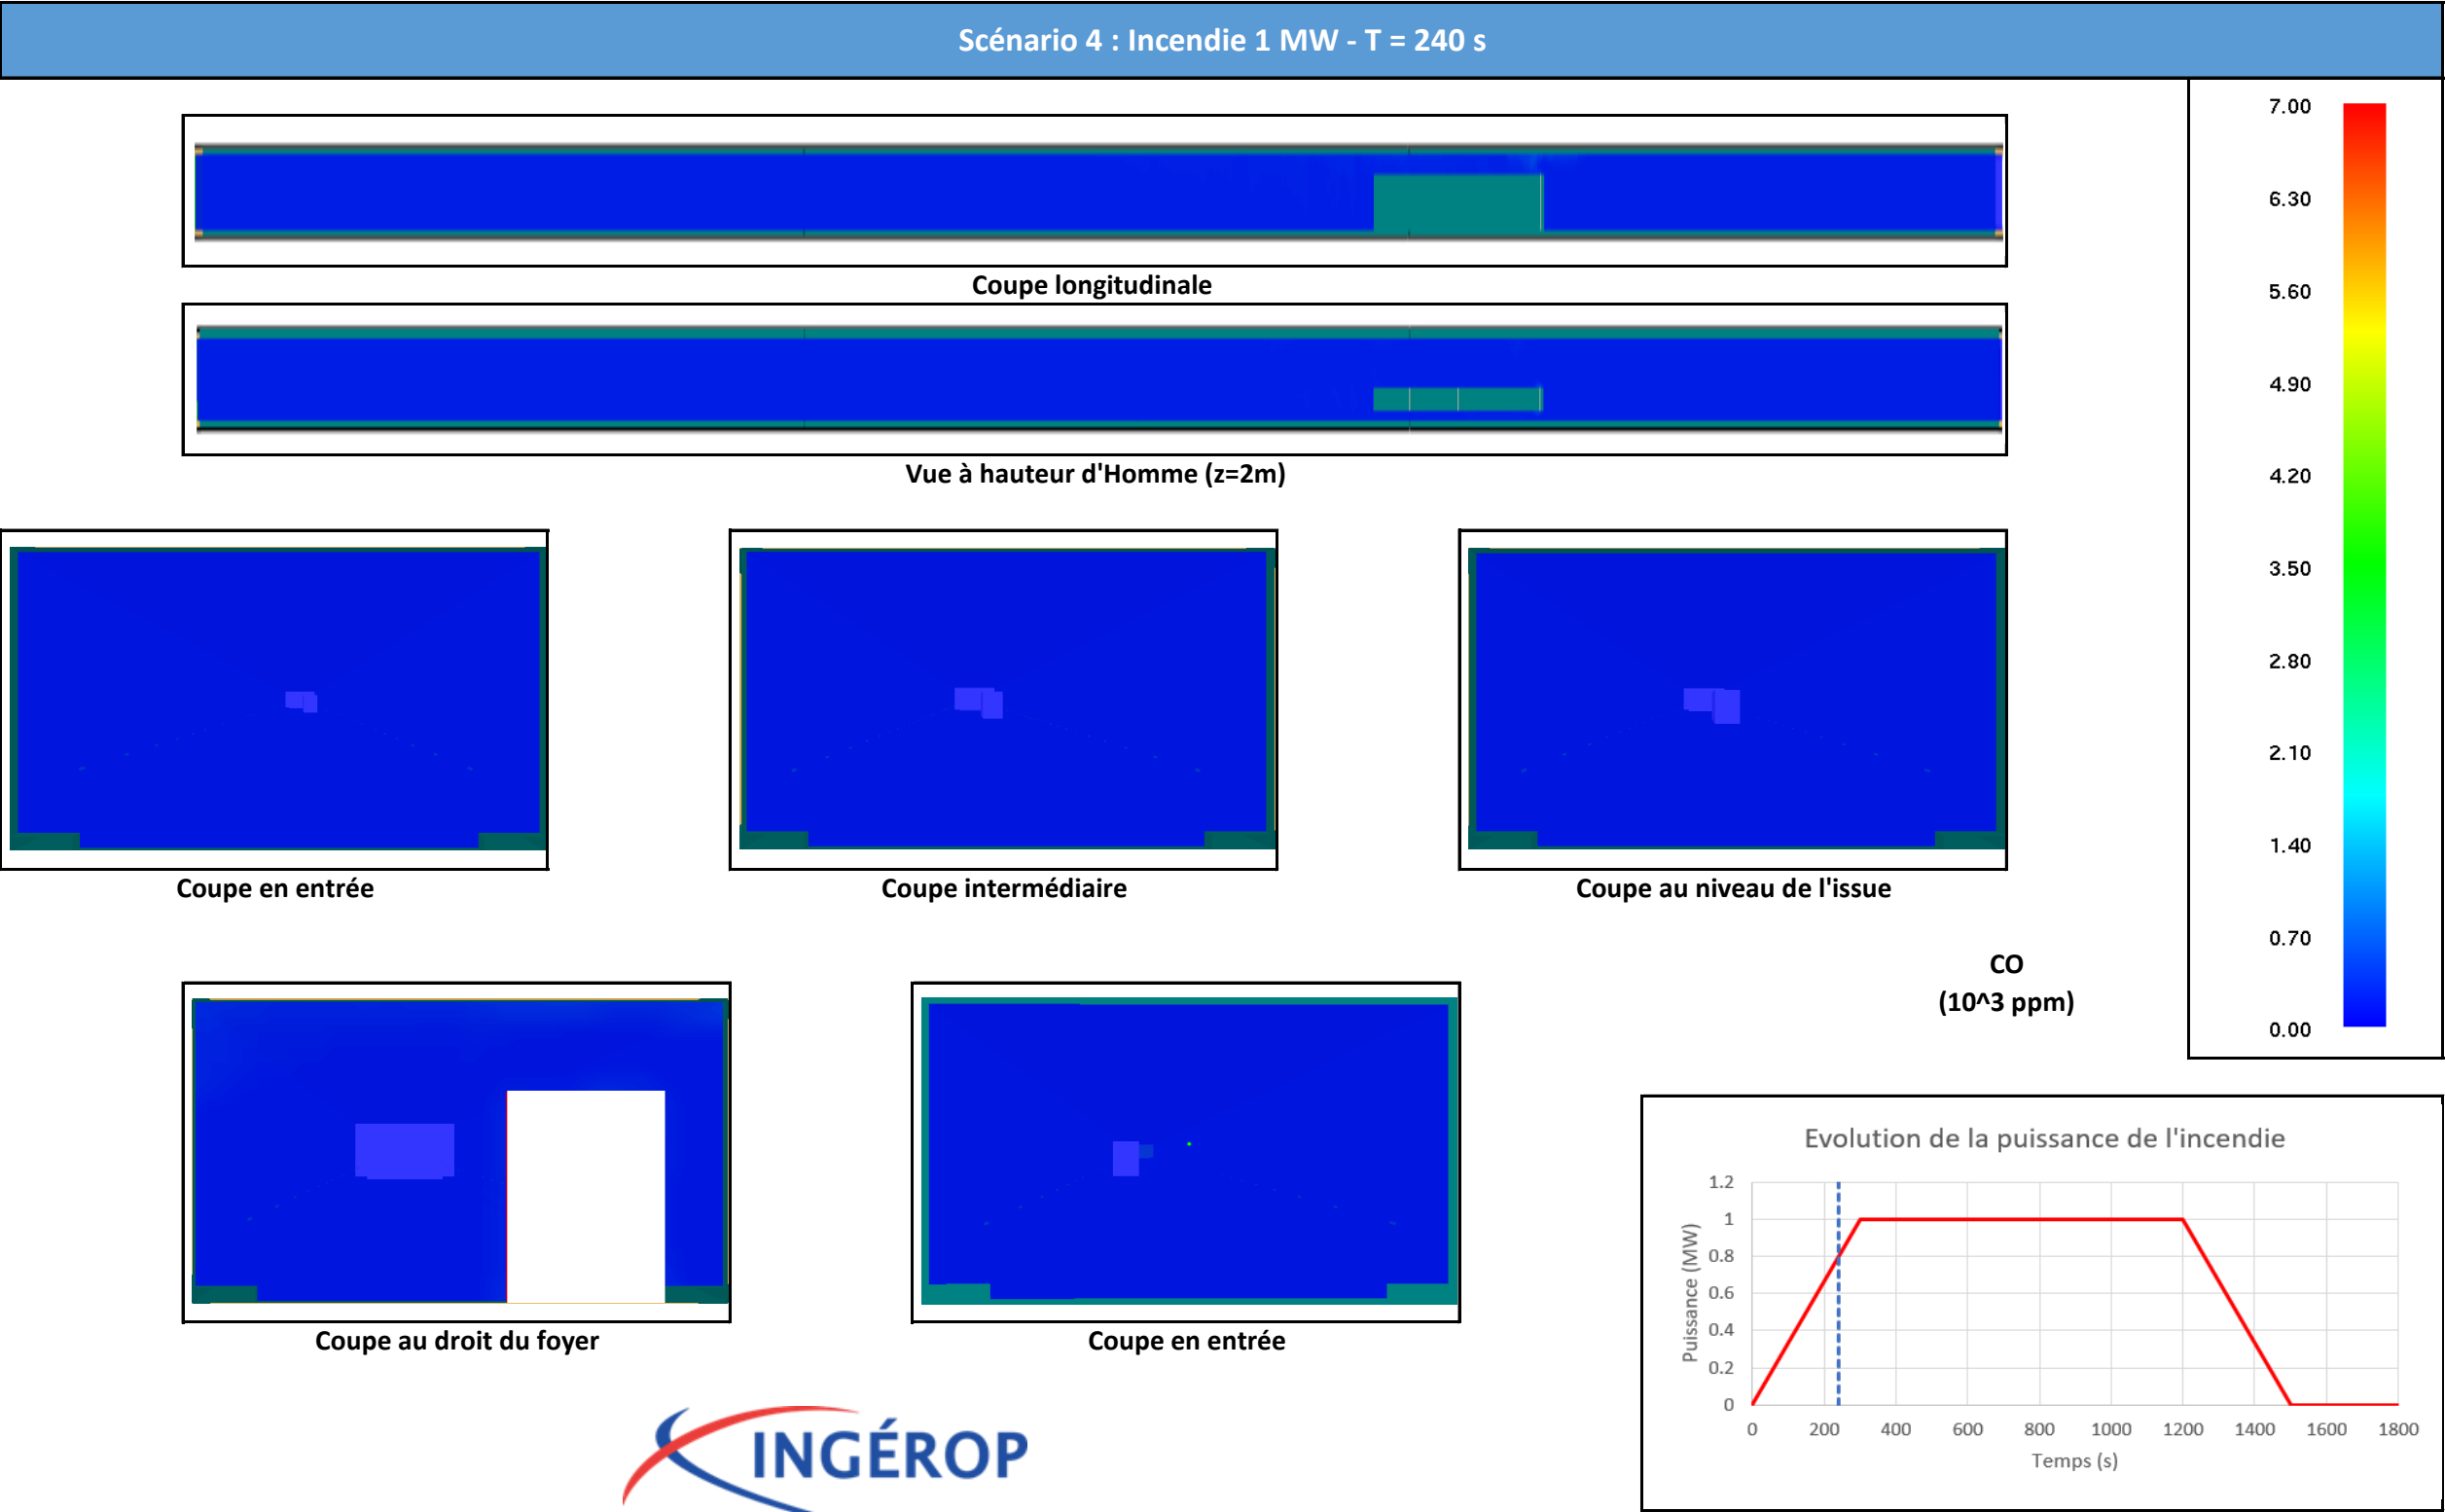 Scénario 4 : Incendie 1 MW - T = 240 s
Coupe longitudinale
Vue à hauteur d'Homme (z=2m)
Coupe en entrée
Coupe intermédiaire
Coupe au niveau de l'issue
Coupe au droit du foyer
Coupe en entrée
CO
(10^3 ppm)
7.00
6.30
5.60
4.90
4.20
3.50
2.80
2.10
1.40
0.70
0.00
Evolution de la puissance de l'incendie
Puissance (MW)
1.2
1
0.8
0.6
0.4
0.2
0
0 200 400 600 800 1000 1200 1400 1600 1800
Temps (s)
INGÉROP